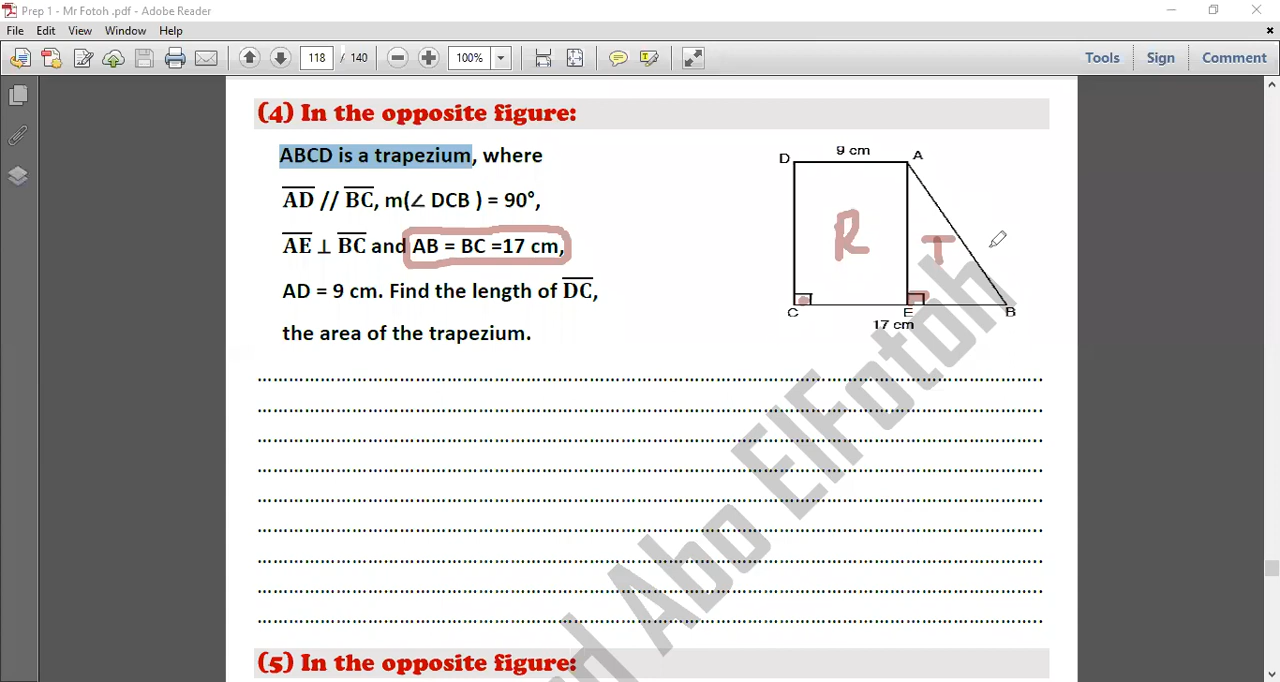 Prep 1 - Mr Fotoh .pdf - Adobe Reader
File Edit View Window Help
118 / 140 100% Tools Sign Comment
(4) In the opposite figure:
ABCD is a trapezium, where
AD // BC, m(∠ DCB ) = 90°,
AE ⊥ BC and AB = BC =17 cm,
AD = 9 cm. Find the length of DC,
the area of the trapezium.
9 cm
D A
R T
C E B
17 cm
d Abo ElFotoh
(5) In the opposite figure: